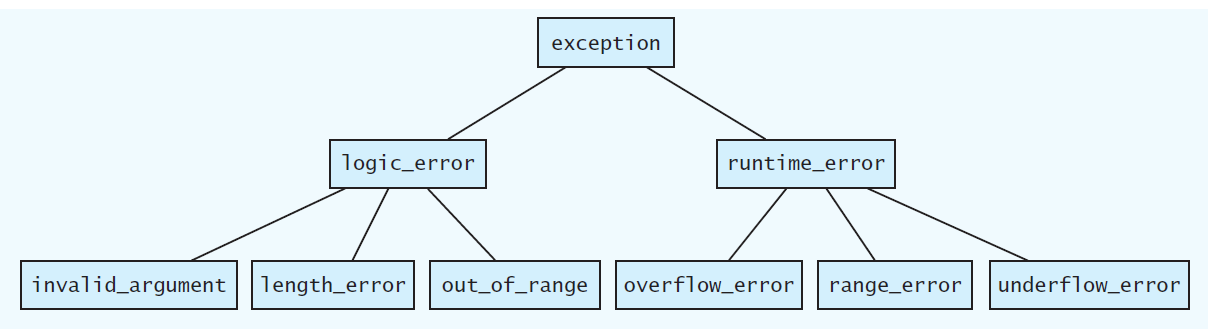 exception
logic_error
runtime_error
invalid_argument
length_error
out_of_range
overflow_error
range_error
underflow_error